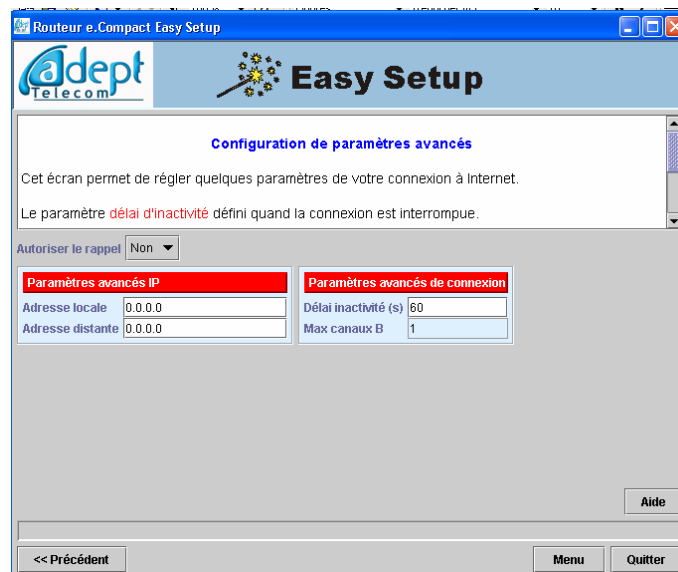 Routeur e.Compact Easy Setup
adept
Telecom
Easy Setup
Configuration de paramètres avancés
Cet écran permet de régler quelques paramètres de votre connexion à Internet.
Le paramètre délai d'inactivité défini quand la connexion est interrompue.
Autoriser le rappel Non
Paramètres avancés IP
Adresse locale 0.0.0.0
Adresse distante 0.0.0.0
Paramètres avancés de connexion
Délai inactivité (s) 60
Max canaux B 1
Aide
<< Précédent
Menu
Quitter